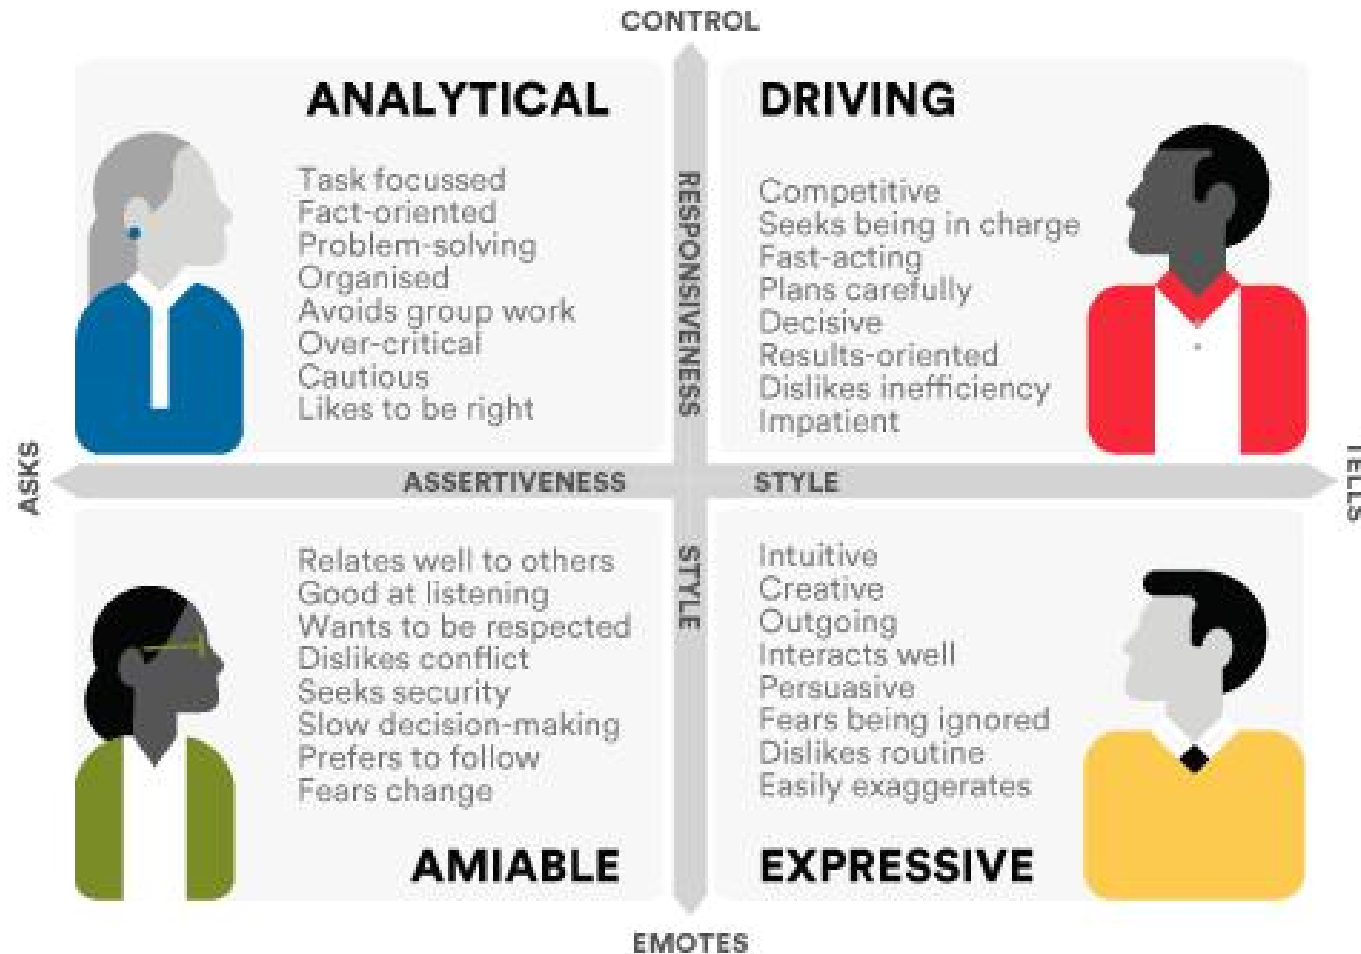 CONTROL
ANALYTICAL
Task focussed
Fact-oriented
Problem-solving
Organised
Avoids group work
Over-critical
Cautious
Likes to be right
DRIVING
Competitive
Seeks being in charge
Fast-acting
Plans carefully
Decisive
Results-oriented
Dislikes inefficiency
Impatient
RESPONSIVENESS
STYLE
ASKS
ASSERTIVENESS
STYLE
TELLS
Relates well to others
Good at listening
Wants to be respected
Dislikes conflict
Seeks security
Slow decision-making
Prefers to follow
Fears change
AMIABLE
Intuitive
Creative
Outgoing
Interacts well
Persuasive
Fears being ignored
Dislikes routine
Easily exaggerates
EXPRESSIVE
EMOTES